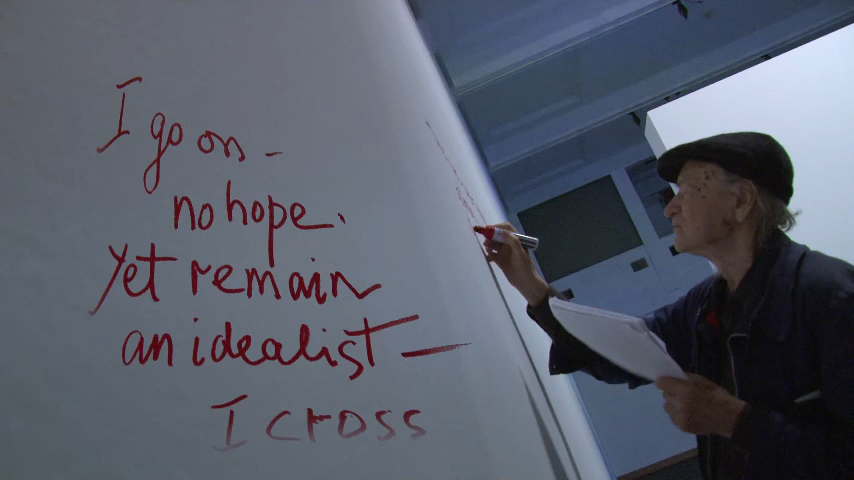 I go on –
no hope.
Yet remain
an idealist –
I cross